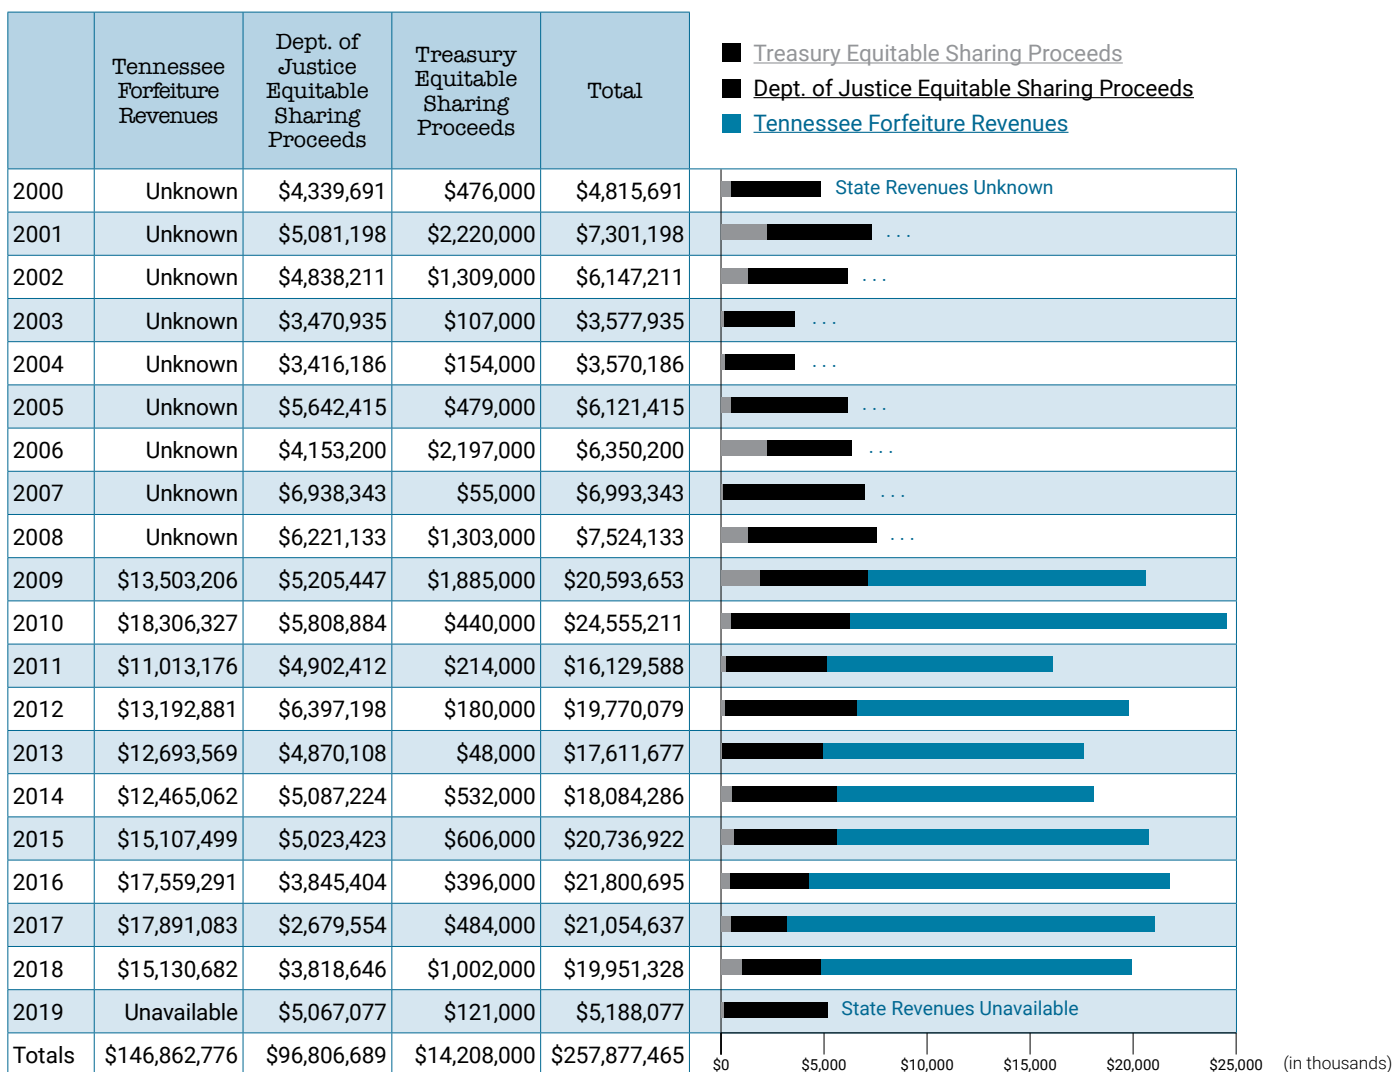 Tennessee
Forfeiture
Revenues
Dept. of
Justice
Equitable
Sharing
Proceeds
Treasury
Equitable
Sharing
Proceeds
Total
Treasury Equitable Sharing Proceeds
Dept. of Justice Equitable Sharing Proceeds
Tennessee Forfeiture Revenues
2000 Unknown $4,339,691 $476,000 $4,815,691 State Revenues Unknown
2001 Unknown $5,081,198 $2,220,000 $7,301,198 ...
2002 Unknown $4,838,211 $1,309,000 $6,147,211 ...
2003 Unknown $3,470,935 $107,000 $3,577,935 ...
2004 Unknown $3,416,186 $154,000 $3,570,186 ...
2005 Unknown $5,642,415 $479,000 $6,121,415 ...
2006 Unknown $4,153,200 $2,197,000 $6,350,200 ...
2007 Unknown $6,938,343 $55,000 $6,993,343 ...
2008 Unknown $6,221,133 $1,303,000 $7,524,133 ...
2009 $13,503,206 $5,205,447 $1,885,000 $20,593,653
2010 $18,306,327 $5,808,884 $440,000 $24,555,211
2011 $11,013,176 $4,902,412 $214,000 $16,129,588
2012 $13,192,881 $6,397,198 $180,000 $19,770,079
2013 $12,693,569 $4,870,108 $48,000 $17,611,677
2014 $12,465,062 $5,087,224 $532,000 $18,084,286
2015 $15,107,499 $5,023,423 $606,000 $20,736,922
2016 $17,559,291 $3,845,404 $396,000 $21,800,695
2017 $17,891,083 $2,679,554 $484,000 $21,054,637
2018 $15,130,682 $3,818,646 $1,002,000 $19,951,328
2019 Unavailable $5,067,077 $121,000 $5,188,077 State Revenues Unavailable
Totals $146,862,776 $96,806,689 $14,208,000 $257,877,465
$0 $5,000 $10,000 $15,000 $20,000 $25,000 (in thousands)